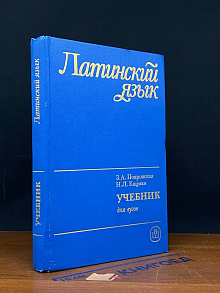 Латинский
язык
З.А. Покровская
Н.Л. Кацман
УЧЕБНИК
для вузов
Латинский язык
УЧЕБНИК